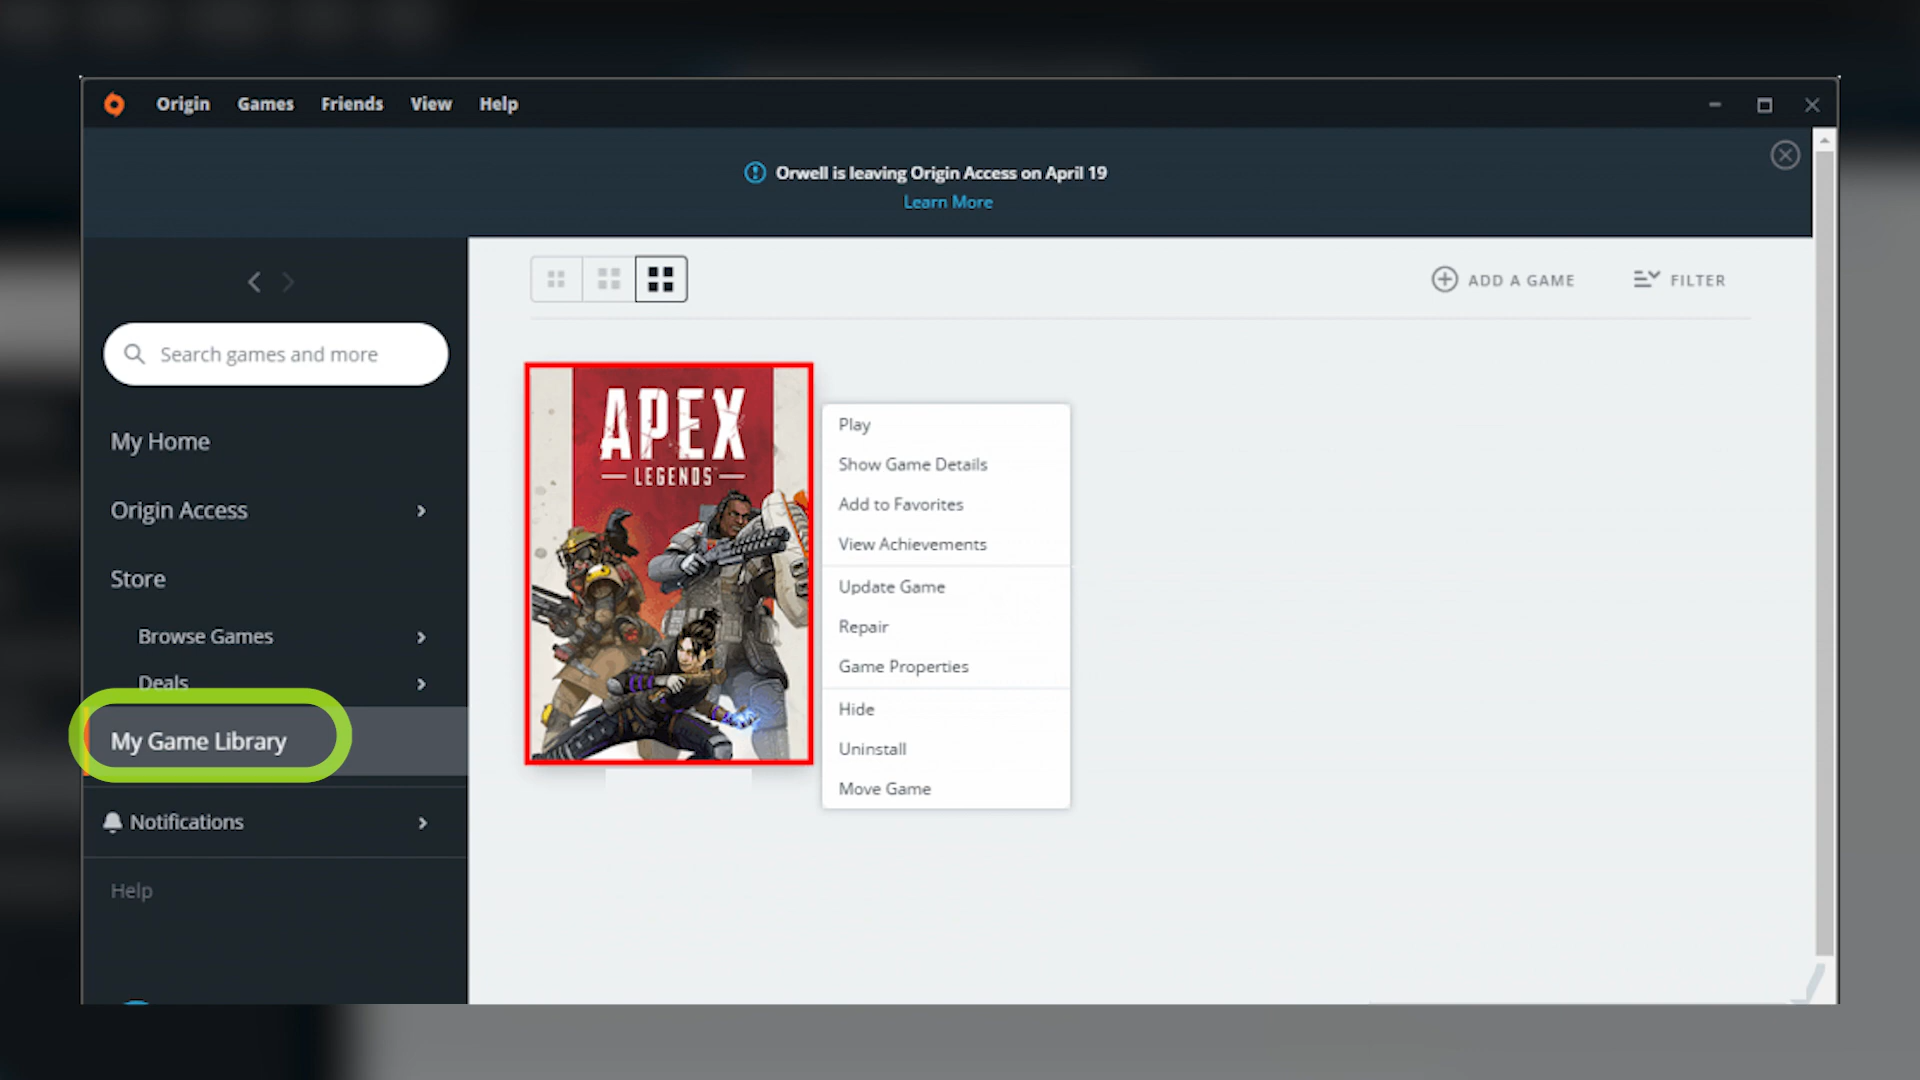 Origin Games Friends View Help
Orwell is leaving Origin Access on April 19
Learn More
Search games and more
My Home
Origin Access
Store
Browse Games
Deals
My Game Library
Notifications
Help
ADD A GAME FILTER
APEX
LEGENDS
Play
Show Game Details
Add to Favorites
View Achievements
Update Game
Repair
Game Properties
Hide
Uninstall
Move Game